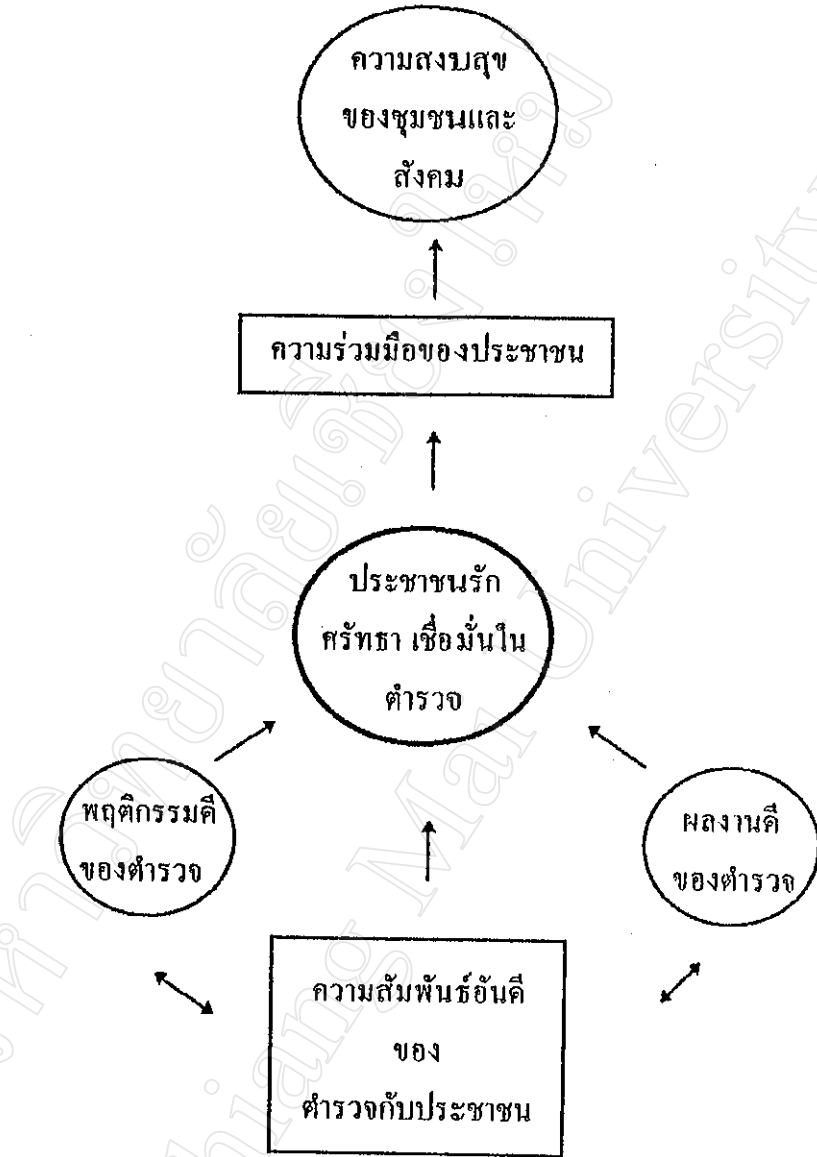 ความสงบสุข
ของชุมชนและ
สังคม
ความร่วมมือของประชาชน
ประชาชนรัก
ศรัทธา เชื่อมั่นใน
ตำรวจ
พฤติกรรมดี
ของตำรวจ
ผลงานดี
ของตำรวจ
ความสัมพันธ์อันดี
ของ
ตำรวจกับประชาชน